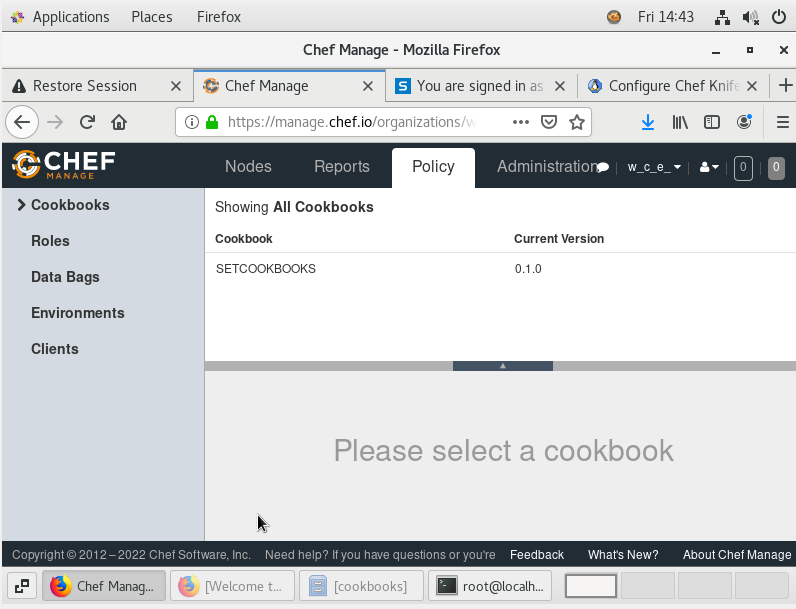 Applications Places Firefox Fri 14:43
Chef Manage - Mozilla Firefox
Restore Session Chef Manage S You are signed in as Configure Chef Knife
https://manage.chef.io/organizations/w
CHEF
MANAGE
Nodes Reports Policy Administration w_c_e_ 0 0
Cookbooks
Roles
Data Bags
Environments
Clients
Showing All Cookbooks
Cookbook Current Version
SETCOOKBOOKS 0.1.0
Please select a cookbook
Copyright © 2012–2022 Chef Software, Inc. Need help? If you have questions or you're Feedback What's New? About Chef Manage
Chef Manag... [Welcome t... [cookbooks] root@localh...